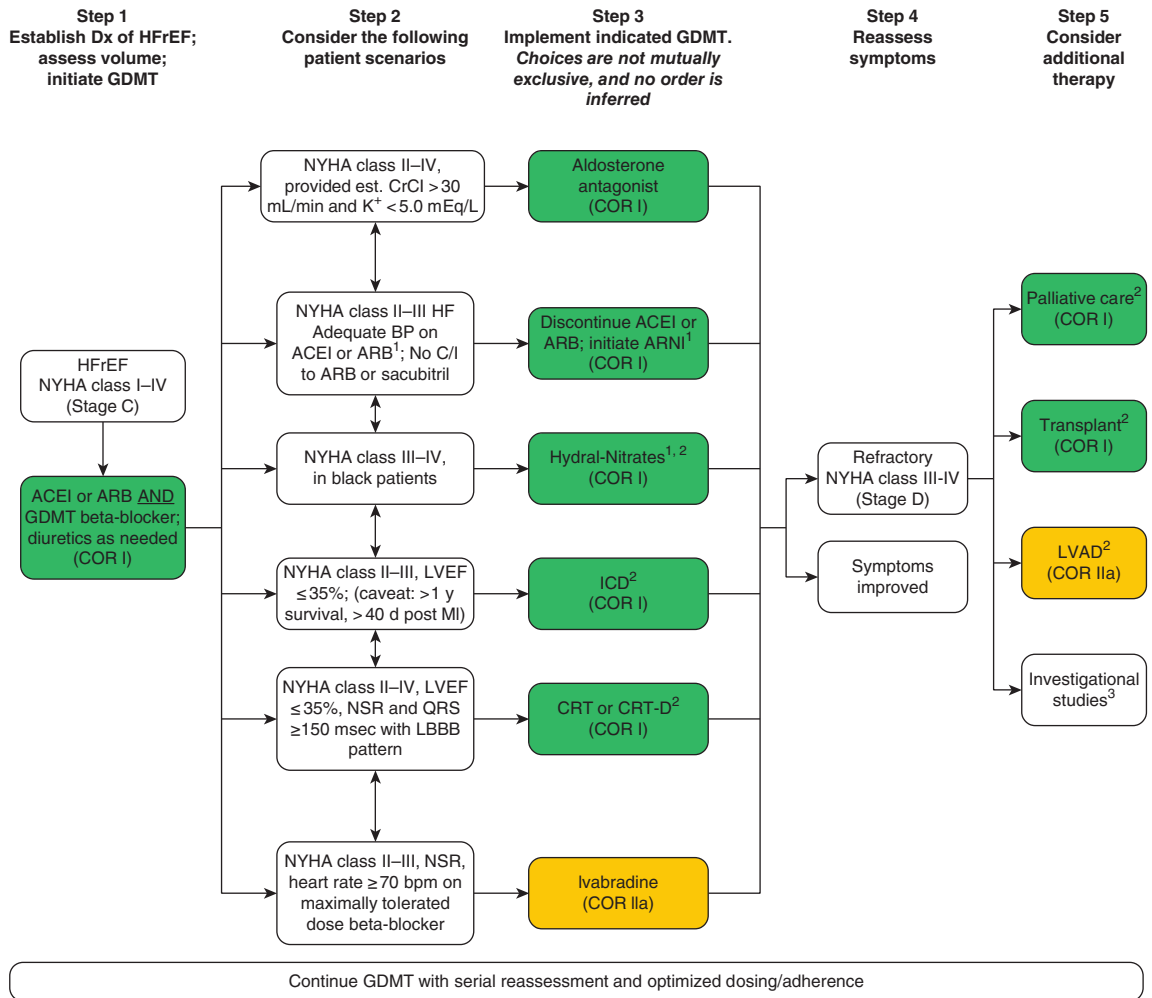 Step 1
Establish Dx of HFrEF;
assess volume;
initiate GDMT
Step 2
Consider the following
patient scenarios
Step 3
Implement indicated GDMT.
Choices are not mutually
exclusive, and no order is
inferred
Step 4
Reassess
symptoms
Step 5
Consider
additional
therapy
HFrEF
NYHA class I–IV
(Stage C)
ACEI or ARB AND
GDMT beta-blocker;
diuretics as needed
(COR I)
NYHA class II–IV,
provided est. CrCI >30
mL/min and K⁺ <5.0 mEq/L
NYHA class II–III HF
Adequate BP on
ACEI or ARB¹; No C/I
to ARB or sacubitril
NYHA class III–IV,
in black patients
NYHA class II–III, LVEF
≤35%; (caveat: >1 y
survival, >40 d post MI)
NYHA class II–IV, LVEF
≤35%, NSR and QRS
≥150 msec with LBBB
pattern
NYHA class II–III, NSR,
heart rate ≥70 bpm on
maximally tolerated
dose beta-blocker
Aldosterone
antagonist
(COR I)
Discontinue ACEI or
ARB; initiate ARNI¹
(COR I)
Hydral-Nitrates¹, ²
(COR I)
ICD²
(COR I)
CRT or CRT-D²
(COR I)
Ivabradine
(COR IIa)
Refractory
NYHA class III-IV
(Stage D)
Symptoms
improved
Palliative care²
(COR I)
Transplant²
(COR I)
LVAD²
(COR IIa)
Investigational
studies³
Continue GDMT with serial reassessment and optimized dosing/adherence